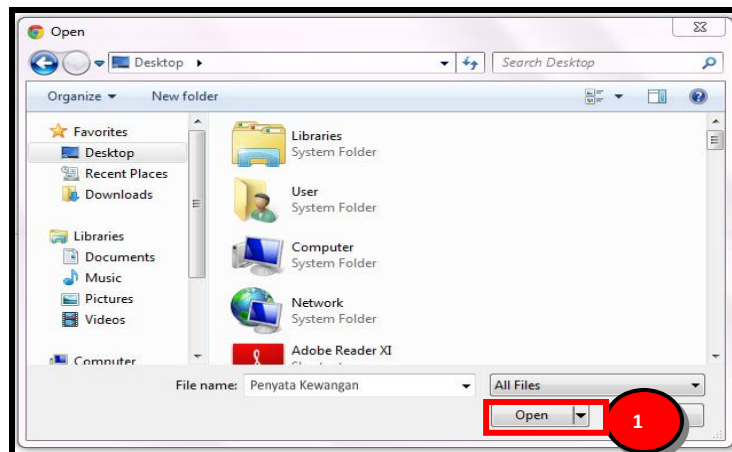 Open
Desktop
Search Desktop
Organize
New folder
Favorites
Desktop
Recent Places
Downloads
Libraries
Documents
Music
Pictures
Videos
Computer
Libraries
System Folder
User
System Folder
Computer
System Folder
Network
System Folder
Adobe Reader XI
File name: Penyata Kewangan
All Files
Open
1